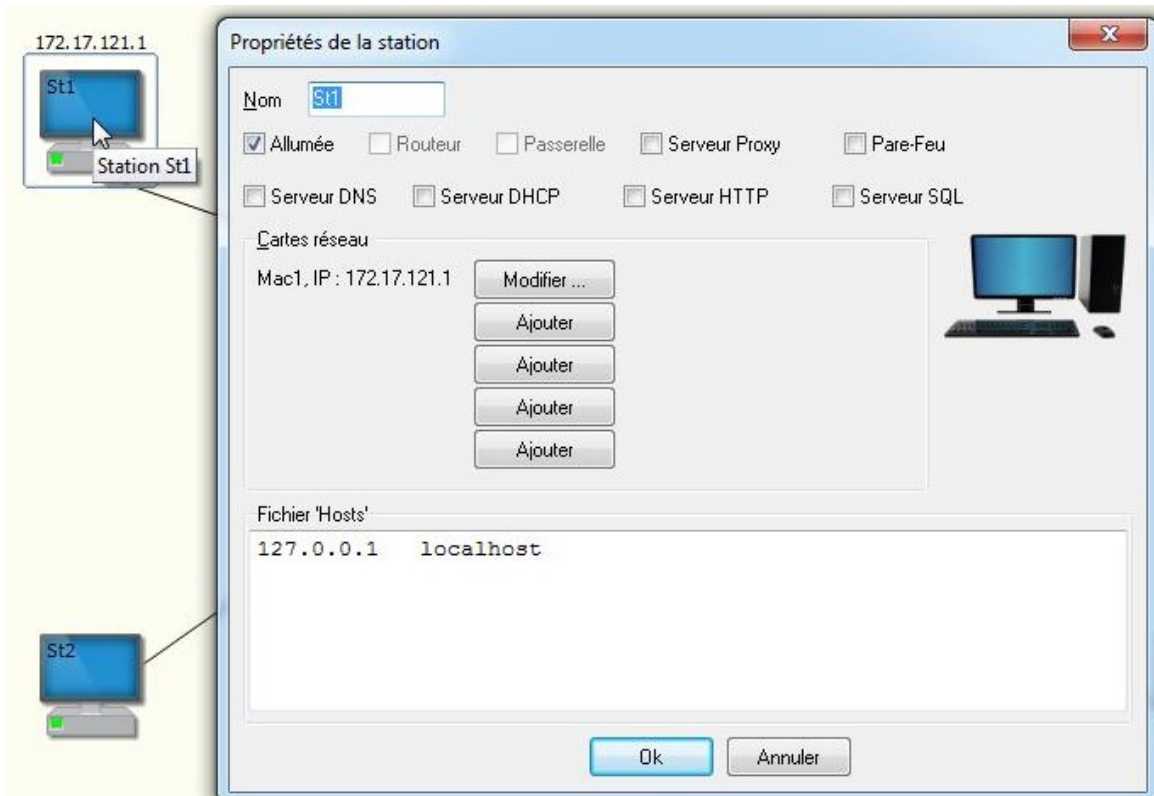 172.17.121.1
St1
Station St1
St2
Propriétés de la station
Nom St1
Allumée Routeur Passerelle Serveur Proxy Pare-Feu
Serveur DNS Serveur DHCP Serveur HTTP Serveur SQL
Cartes réseau
Mac1, IP : 172.17.121.1 Modifier ...
Ajouter
Ajouter
Ajouter
Ajouter
Fichier 'Hosts'
127.0.0.1 localhost
Ok Annuler